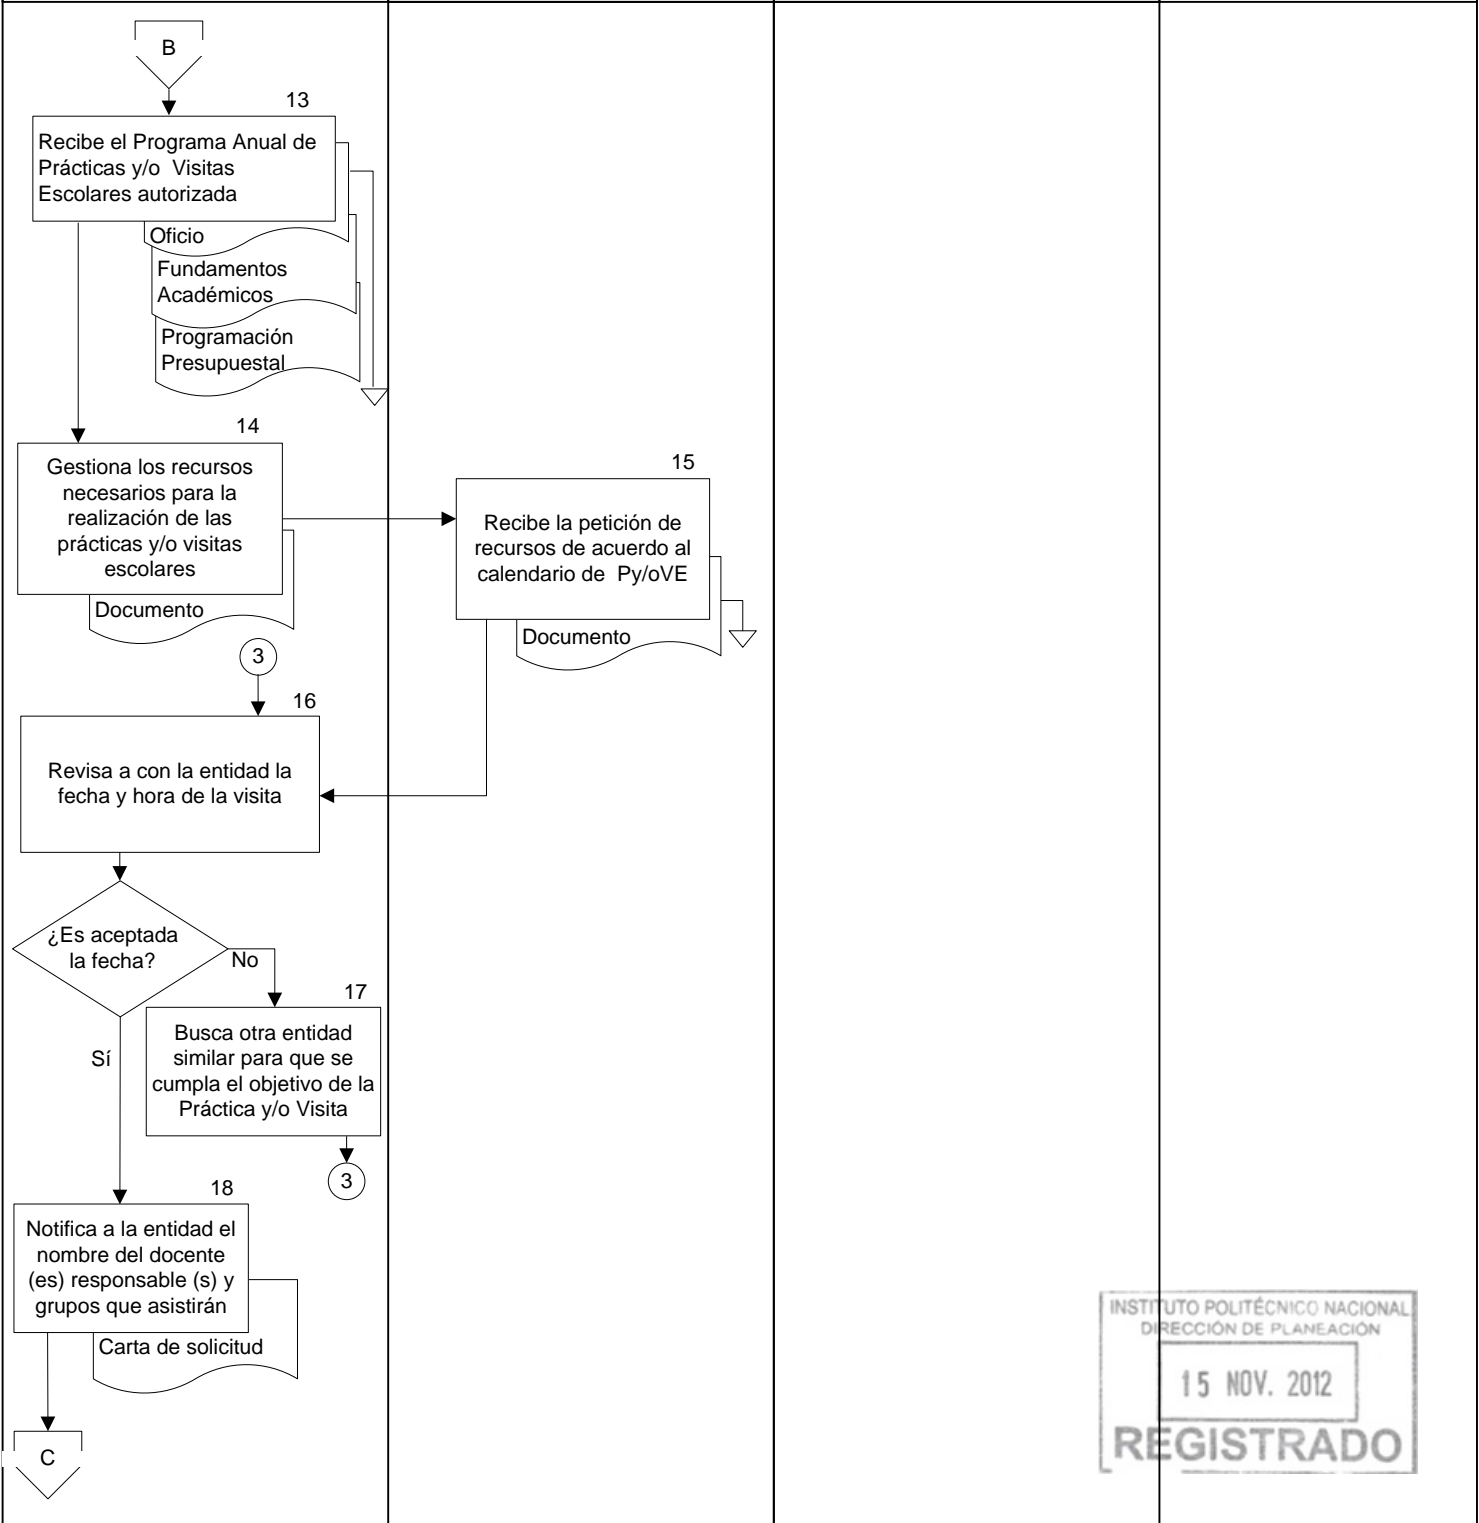 B
13
Recibe el Programa Anual de
Prácticas y/o Visitas
Escolares autorizada
Oficio
Fundamentos
Académicos
Programación
Presupuestal
14
Gestiona los recursos
necesarios para la
realización de las
prácticas y/o visitas
escolares
Documento
15
Recibe la petición de
recursos de acuerdo al
calendario de Py/oVE
Documento
3
16
Revisa a con la entidad la
fecha y hora de la visita
¿Es aceptada
la fecha?
No
Sí
17
Busca otra entidad
similar para que se
cumpla el objetivo de la
Práctica y/o Visita
3
18
Notifica a la entidad el
nombre del docente
(es) responsable (s) y
grupos que asistirán
Carta de solicitud
C
INSTITUTO POLITÉCNICO NACIONAL
DIRECCIÓN DE PLANEACIÓN
15 NOV. 2012
REGISTRADO